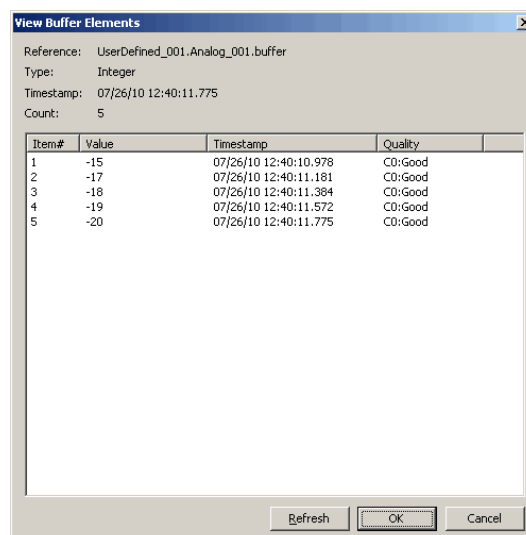 View Buffer Elements
Reference: UserDefined_001.Analog_001.buffer
Type: Integer
Timestamp: 07/26/10 12:40:11.775
Count: 5
Item# Value Timestamp Quality
1 -15 07/26/10 12:40:10.978 C0:Good
2 -17 07/26/10 12:40:11.181 C0:Good
3 -18 07/26/10 12:40:11.384 C0:Good
4 -19 07/26/10 12:40:11.572 C0:Good
5 -20 07/26/10 12:40:11.775 C0:Good
Refresh OK Cancel